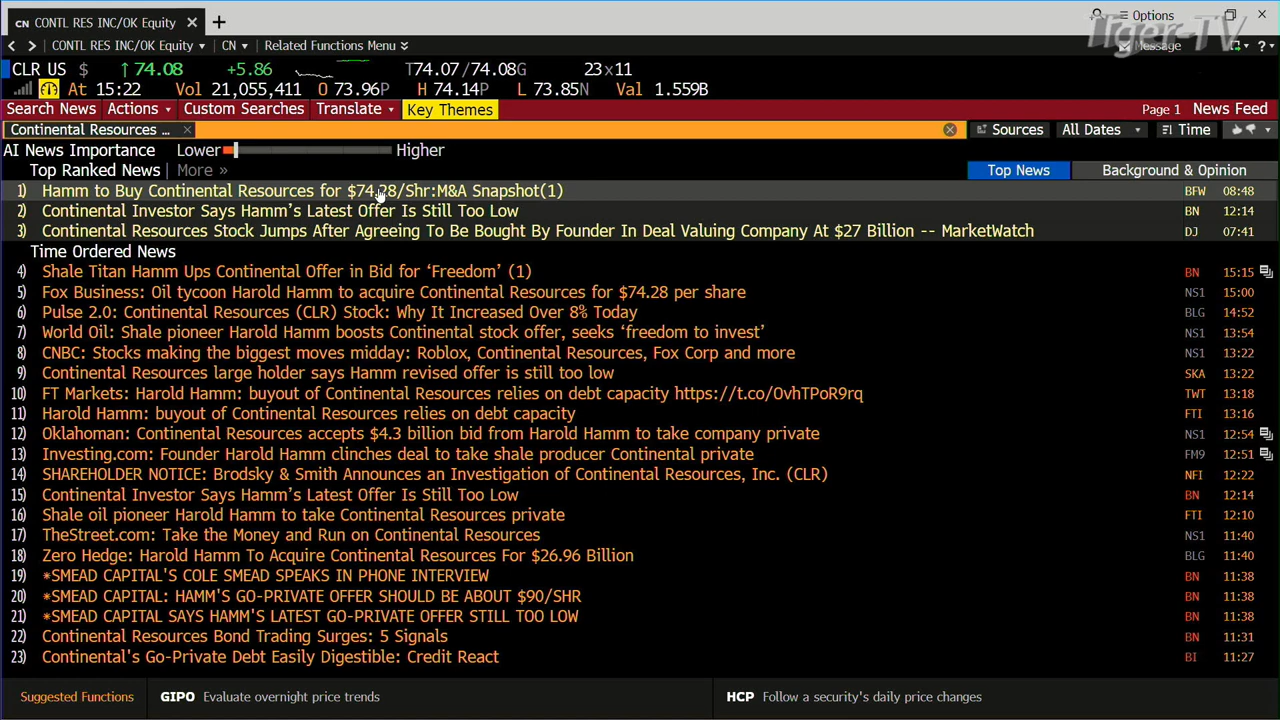 CN CONTL RES INC/OK Equity
Options
Tiger-TV
CONTL RES INC/OK Equity CN Related Functions Menu
Message
CLR US $ ↑ 74.08 +5.86 T74.07/74.08G 23x11
At 15:22 Vol 21,055,411 O 73.96P H 74.14P L 73.85N Val 1.559B
Search News Actions Custom Searches Translate Key Themes Page 1 News Feed
Continental Resources ... Sources All Dates Time
AI News Importance Lower Higher
Top Ranked News More » Top News Background & Opinion
1) Hamm to Buy Continental Resources for $74.28/Shr:M&A Snapshot(1) BFW 08:48
2) Continental Investor Says Hamm's Latest Offer Is Still Too Low BN 12:14
3) Continental Resources Stock Jumps After Agreeing To Be Bought By Founder In Deal Valuing Company At $27 Billion -- MarketWatch DJ 07:41
Time Ordered News
4) Shale Titan Hamm Ups Continental Offer in Bid for ‘Freedom’ (1) BN 15:15
5) Fox Business: Oil tycoon Harold Hamm to acquire Continental Resources for $74.28 per share NS1 15:00
6) Pulse 2.0: Continental Resources (CLR) Stock: Why It Increased Over 8% Today BLG 14:52
7) World Oil: Shale pioneer Harold Hamm boosts Continental stock offer, seeks ‘freedom to invest’ NS1 13:54
8) CNBC: Stocks making the biggest moves midday: Roblox, Continental Resources, Fox Corp and more NS1 13:22
9) Continental Resources large holder says Hamm revised offer is still too low SKA 13:22
10) FT Markets: Harold Hamm: buyout of Continental Resources relies on debt capacity https://t.co/OvhTPoR9rq TWT 13:18
11) Harold Hamm: buyout of Continental Resources relies on debt capacity FTI 13:16
12) Oklahoman: Continental Resources accepts $4.3 billion bid from Harold Hamm to take company private NS1 12:54
13) Investing.com: Founder Harold Hamm clinches deal to take shale producer Continental private FM9 12:51
14) SHAREHOLDER NOTICE: Brodsky & Smith Announces an Investigation of Continental Resources, Inc. (CLR) NFI 12:22
15) Continental Investor Says Hamm's Latest Offer Is Still Too Low BN 12:14
16) Shale oil pioneer Harold Hamm to take Continental Resources private FTI 12:10
17) TheStreet.com: Take the Money and Run on Continental Resources NS1 11:40
18) Zero Hedge: Harold Hamm To Acquire Continental Resources For $26.96 Billion BLG 11:40
19) *SMEAD CAPITAL'S COLE SMEAD SPEAKS IN PHONE INTERVIEW BN 11:38
20) *SMEAD CAPITAL: HAMM'S GO-PRIVATE OFFER SHOULD BE ABOUT $90/SHR BN 11:38
21) *SMEAD CAPITAL SAYS HAMM'S LATEST GO-PRIVATE OFFER STILL TOO LOW BN 11:38
22) Continental Resources Bond Trading Surges: 5 Signals BN 11:31
23) Continental's Go-Private Debt Easily Digestible: Credit React BI 11:27
Suggested Functions GIPO Evaluate overnight price trends HCP Follow a security's daily price changes